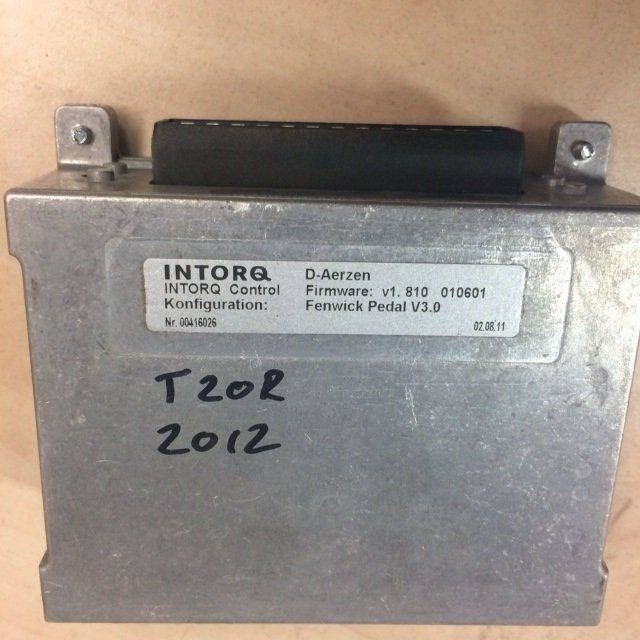 INTORQ D-Aerzen
INTORQ Control Firmware: v1. 810 010601
Konfiguration: Fenwick Pedal V3.0
Nr. 00416026 02.08.11
T20R
2012